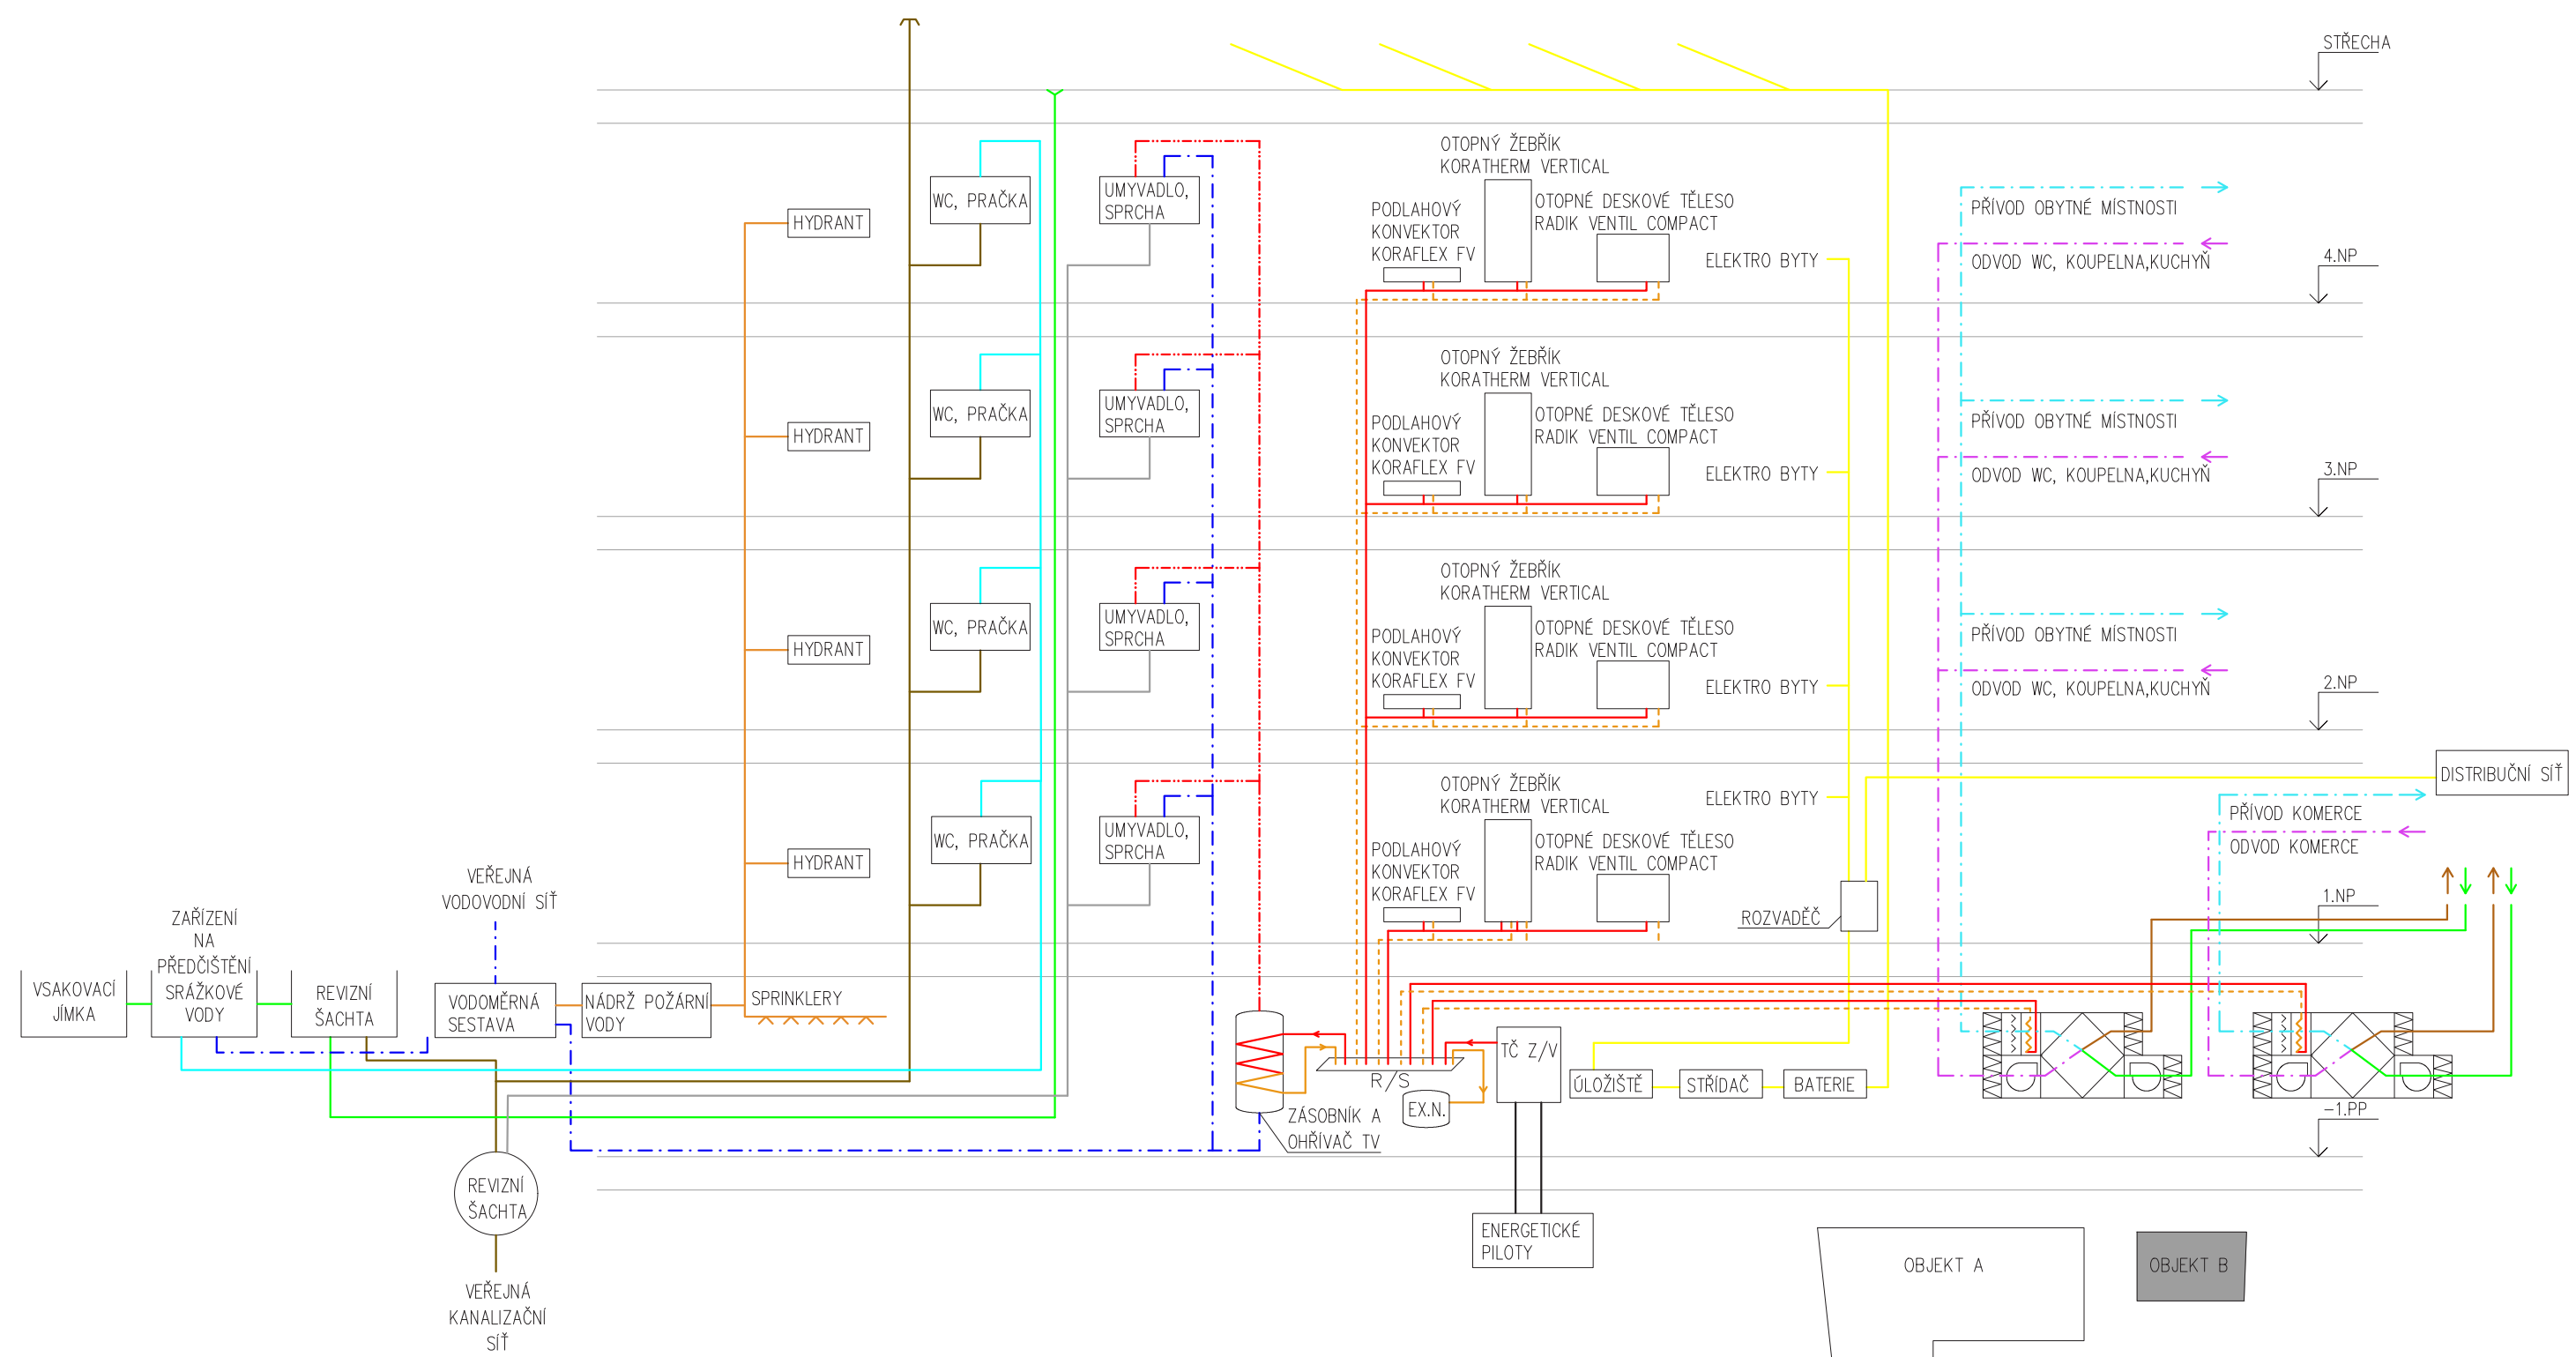 STŘECHA
OTOPNÝ ŽEBŘÍK
KORATHERM VERTICAL
WC, PRAČKA
UMYVADLO,
SPRCHA
HYDRANT
PODLAHOVÝ
KONVEKTOR
KORAFLEX FV
OTOPNÉ DESKOVÉ TĚLESO
RADIK VENTIL COMPACT
ELEKTRO BYTY
PŘÍVOD OBYTNÉ MÍSTNOSTI
ODVOD WC, KOUPELNA,KUCHYŇ
4.NP
OTOPNÝ ŽEBŘÍK
KORATHERM VERTICAL
WC, PRAČKA
UMYVADLO,
SPRCHA
HYDRANT
PODLAHOVÝ
KONVEKTOR
KORAFLEX FV
OTOPNÉ DESKOVÉ TĚLESO
RADIK VENTIL COMPACT
ELEKTRO BYTY
PŘÍVOD OBYTNÉ MÍSTNOSTI
ODVOD WC, KOUPELNA,KUCHYŇ
3.NP
OTOPNÝ ŽEBŘÍK
KORATHERM VERTICAL
WC, PRAČKA
UMYVADLO,
SPRCHA
HYDRANT
PODLAHOVÝ
KONVEKTOR
KORAFLEX FV
OTOPNÉ DESKOVÉ TĚLESO
RADIK VENTIL COMPACT
ELEKTRO BYTY
PŘÍVOD OBYTNÉ MÍSTNOSTI
ODVOD WC, KOUPELNA,KUCHYŇ
2.NP
DISTRIBUČNÍ SÍŤ
OTOPNÝ ŽEBŘÍK
KORATHERM VERTICAL
WC, PRAČKA
UMYVADLO,
SPRCHA
HYDRANT
PODLAHOVÝ
KONVEKTOR
KORAFLEX FV
OTOPNÉ DESKOVÉ TĚLESO
RADIK VENTIL COMPACT
ELEKTRO BYTY
PŘÍVOD KOMERCE
ODVOD KOMERCE
ROZVADĚČ
1.NP
VEŘEJNÁ
VODOVODNÍ SÍŤ
VSAKOVACÍ
JÍMKA
ZAŘÍZENÍ
NA
PŘEDČIŠTĚNÍ
SRÁŽKOVÉ
VODY
REVIZNÍ
ŠACHTA
VODOMĚRNÁ
SESTAVA
NÁDRŽ POŽÁRNÍ
VODY
SPRINKLERY
R/S
TČ Z/V
EX.N.
ÚLOŽIŠTĚ
STŘÍDAČ
BATERIE
ZÁSOBNÍK A
OHŘÍVAČ TV
-1.PP
REVIZNÍ
ŠACHTA
ENERGETICKÉ
PILOTY
OBJEKT A
OBJEKT B
VEŘEJNÁ
KANALIZAČNÍ
SÍŤ